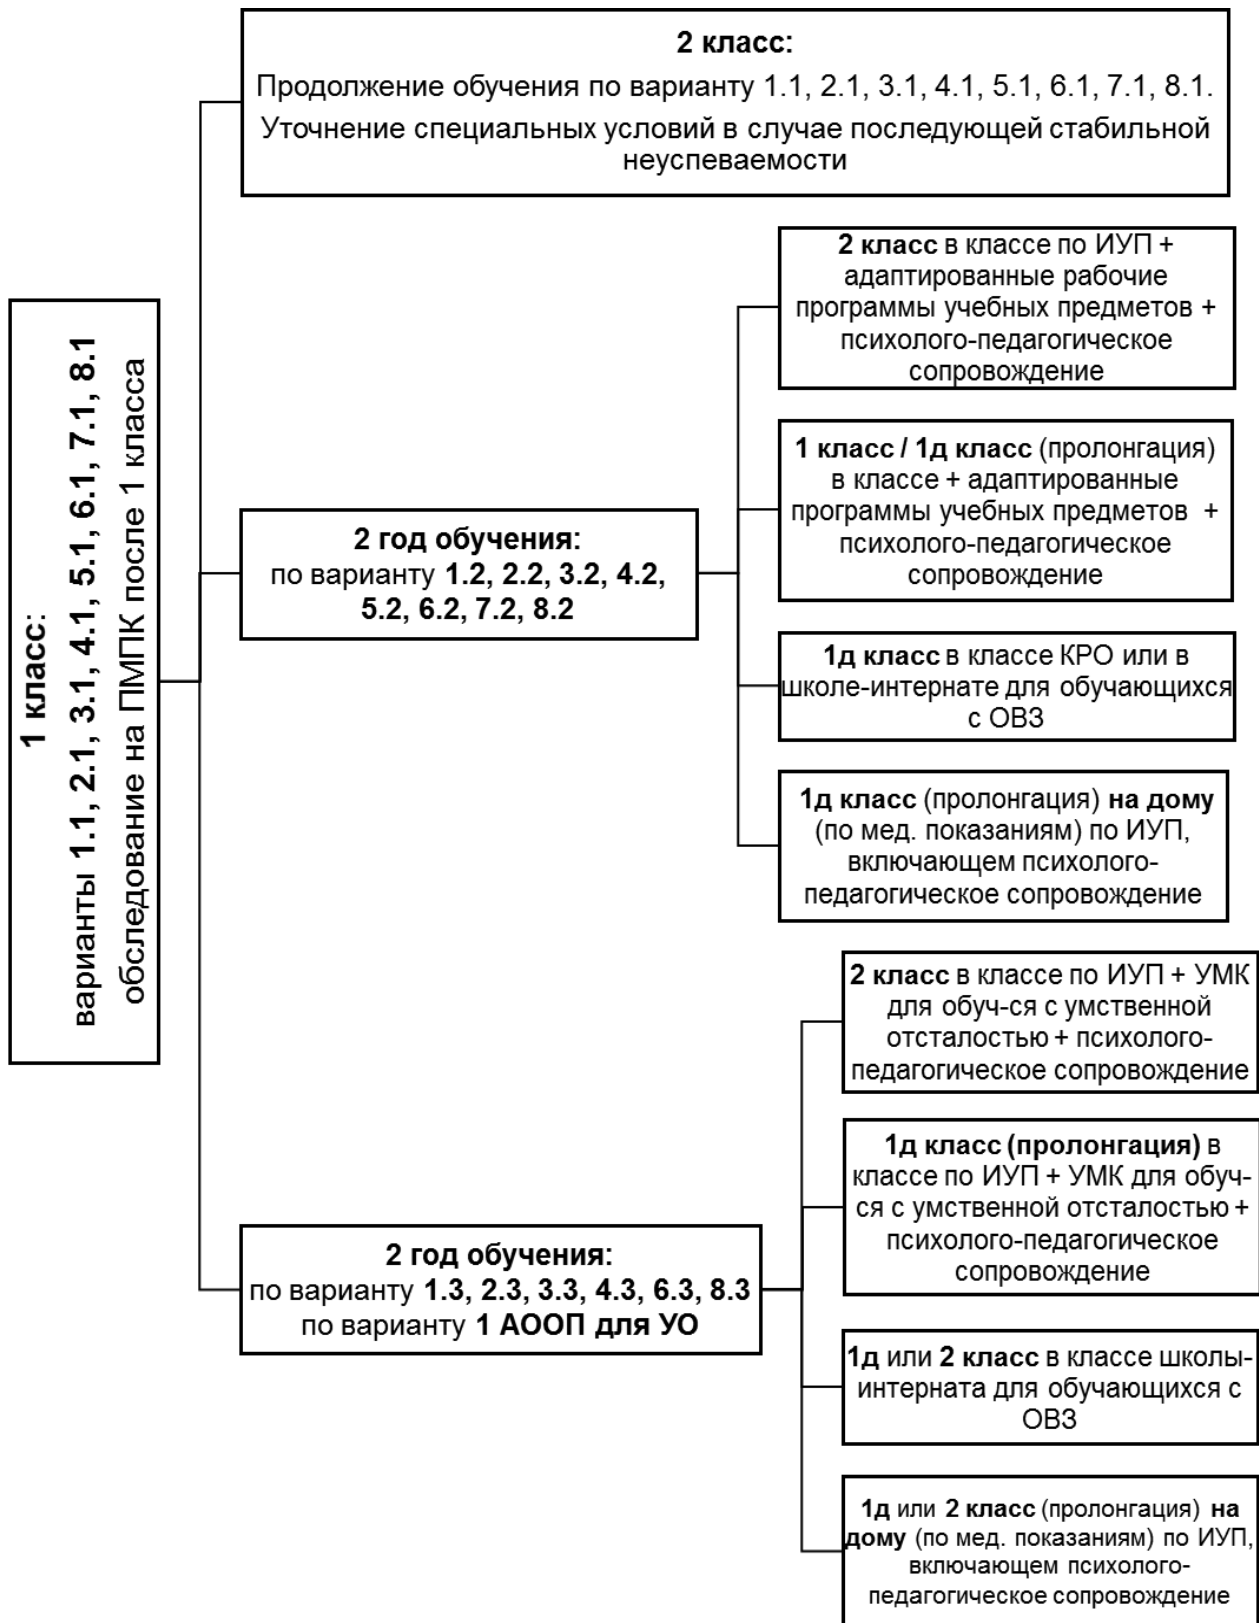 1 класс:
варианты 1.1, 2.1, 3.1, 4.1, 5.1, 6.1, 7.1, 8.1
обследование на ПМПК после 1 класса
2 класс:
Продолжение обучения по варианту 1.1, 2.1, 3.1, 4.1, 5.1, 6.1, 7.1, 8.1.
Уточнение специальных условий в случае последующей стабильной
неуспеваемости
2 год обучения:
по варианту 1.2, 2.2, 3.2, 4.2,
5.2, 6.2, 7.2, 8.2
2 класс в классе по ИУП +
адаптированные рабочие
программы учебных предметов +
психолого-педагогическое
сопровождение
1 класс / 1д класс (пролонгация)
в классе + адаптированные
программы учебных предметов +
психолого-педагогическое
сопровождение
1д класс в классе КРО или в
школе-интернате для обучающихся
с ОВЗ
1д класс (пролонгация) на дому
(по мед. показаниям) по ИУП,
включающем психолого-
педагогическое сопровождение
2 год обучения:
по варианту 1.3, 2.3, 3.3, 4.3, 6.3, 8.3
по варианту 1 АООП для УО
2 класс в классе по ИУП + УМК
для обуч-ся с умственной
отсталостью + психолого-
педагогическое сопровождение
1д класс (пролонгация) в
классе по ИУП + УМК для обуч-
ся с умственной отсталостью +
психолого-педагогическое
сопровождение
1д или 2 класс в классе школы-
интерната для обучающихся с
ОВЗ
1д или 2 класс (пролонгация) на
дому (по мед. показаниям) по ИУП,
включающем психолого-
педагогическое сопровождение